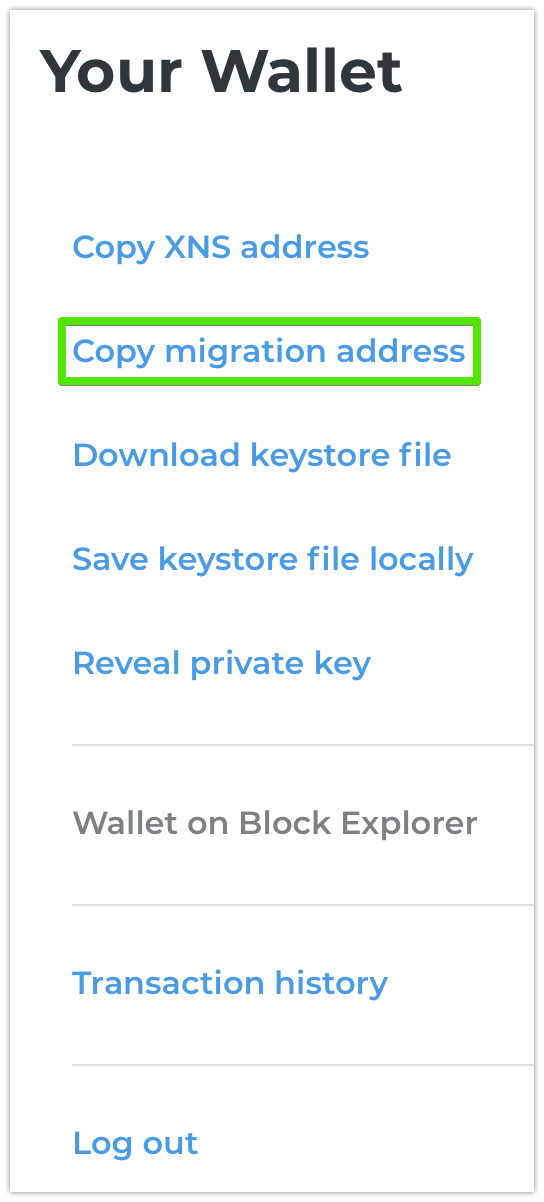 Your Wallet
Copy XNS address
Copy migration address
Download keystore file
Save keystore file locally
Reveal private key
Wallet on Block Explorer
Transaction history
Log out